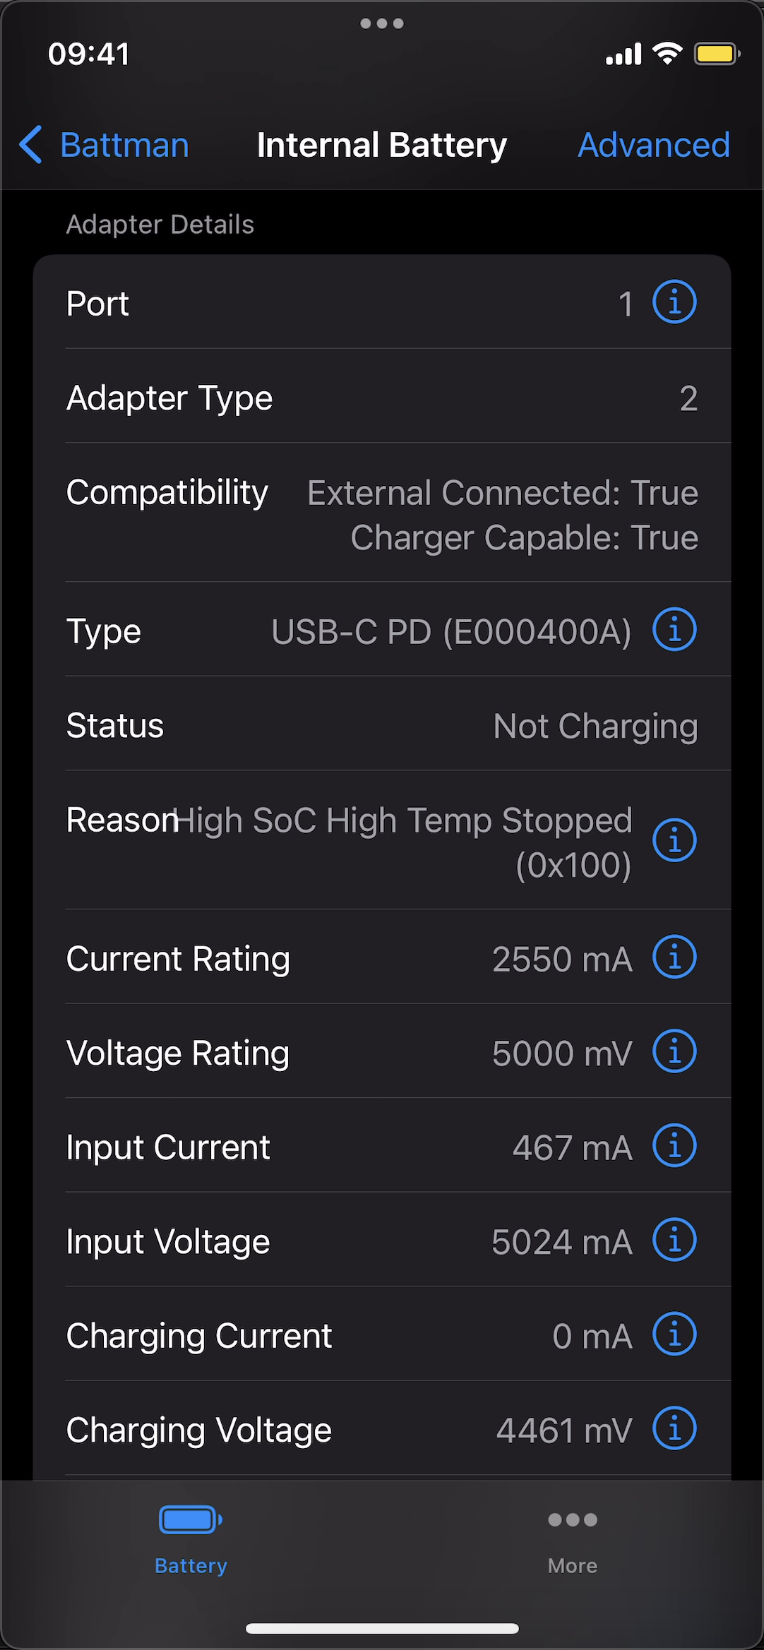 09:41
Battman
Internal Battery
Advanced
Adapter Details
Port 1
Adapter Type 2
Compatibility External Connected: True
Charger Capable: True
Type USB-C PD (E000400A)
Status Not Charging
Reason High SoC High Temp Stopped
(0x100)
Current Rating 2550 mA
Voltage Rating 5000 mV
Input Current 467 mA
Input Voltage 5024 mA
Charging Current 0 mA
Charging Voltage 4461 mV
Battery
More